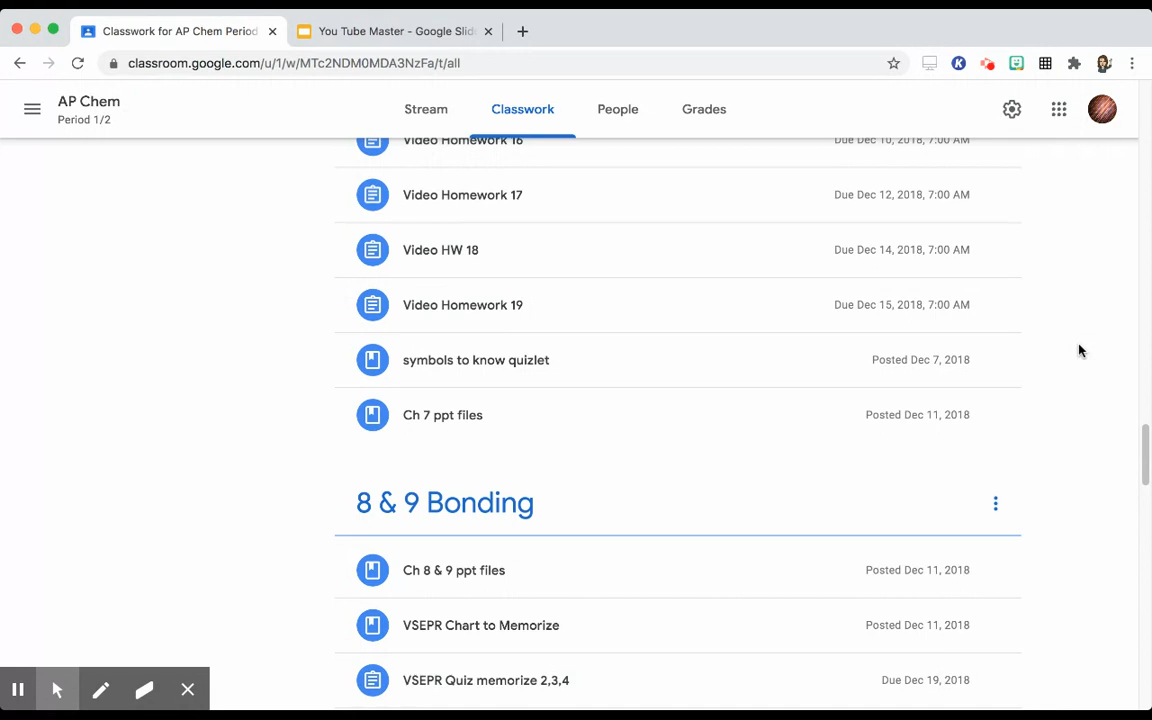 Classwork for AP Chem Period
You Tube Master - Google Slid
classroom.google.com/u/1/w/MTc2NDM0MDA3NzFa/t/all
AP Chem
Period 1/2
Stream
Classwork
People
Grades
Video Homework 16
Due Dec 10, 2018, 7:00 AM
Video Homework 17
Due Dec 12, 2018, 7:00 AM
Video HW 18
Due Dec 14, 2018, 7:00 AM
Video Homework 19
Due Dec 15, 2018, 7:00 AM
symbols to know quizlet
Posted Dec 7, 2018
Ch 7 ppt files
Posted Dec 11, 2018
8 & 9 Bonding
Ch 8 & 9 ppt files
Posted Dec 11, 2018
VSEPR Chart to Memorize
Posted Dec 11, 2018
VSEPR Quiz memorize 2,3,4
Due Dec 19, 2018